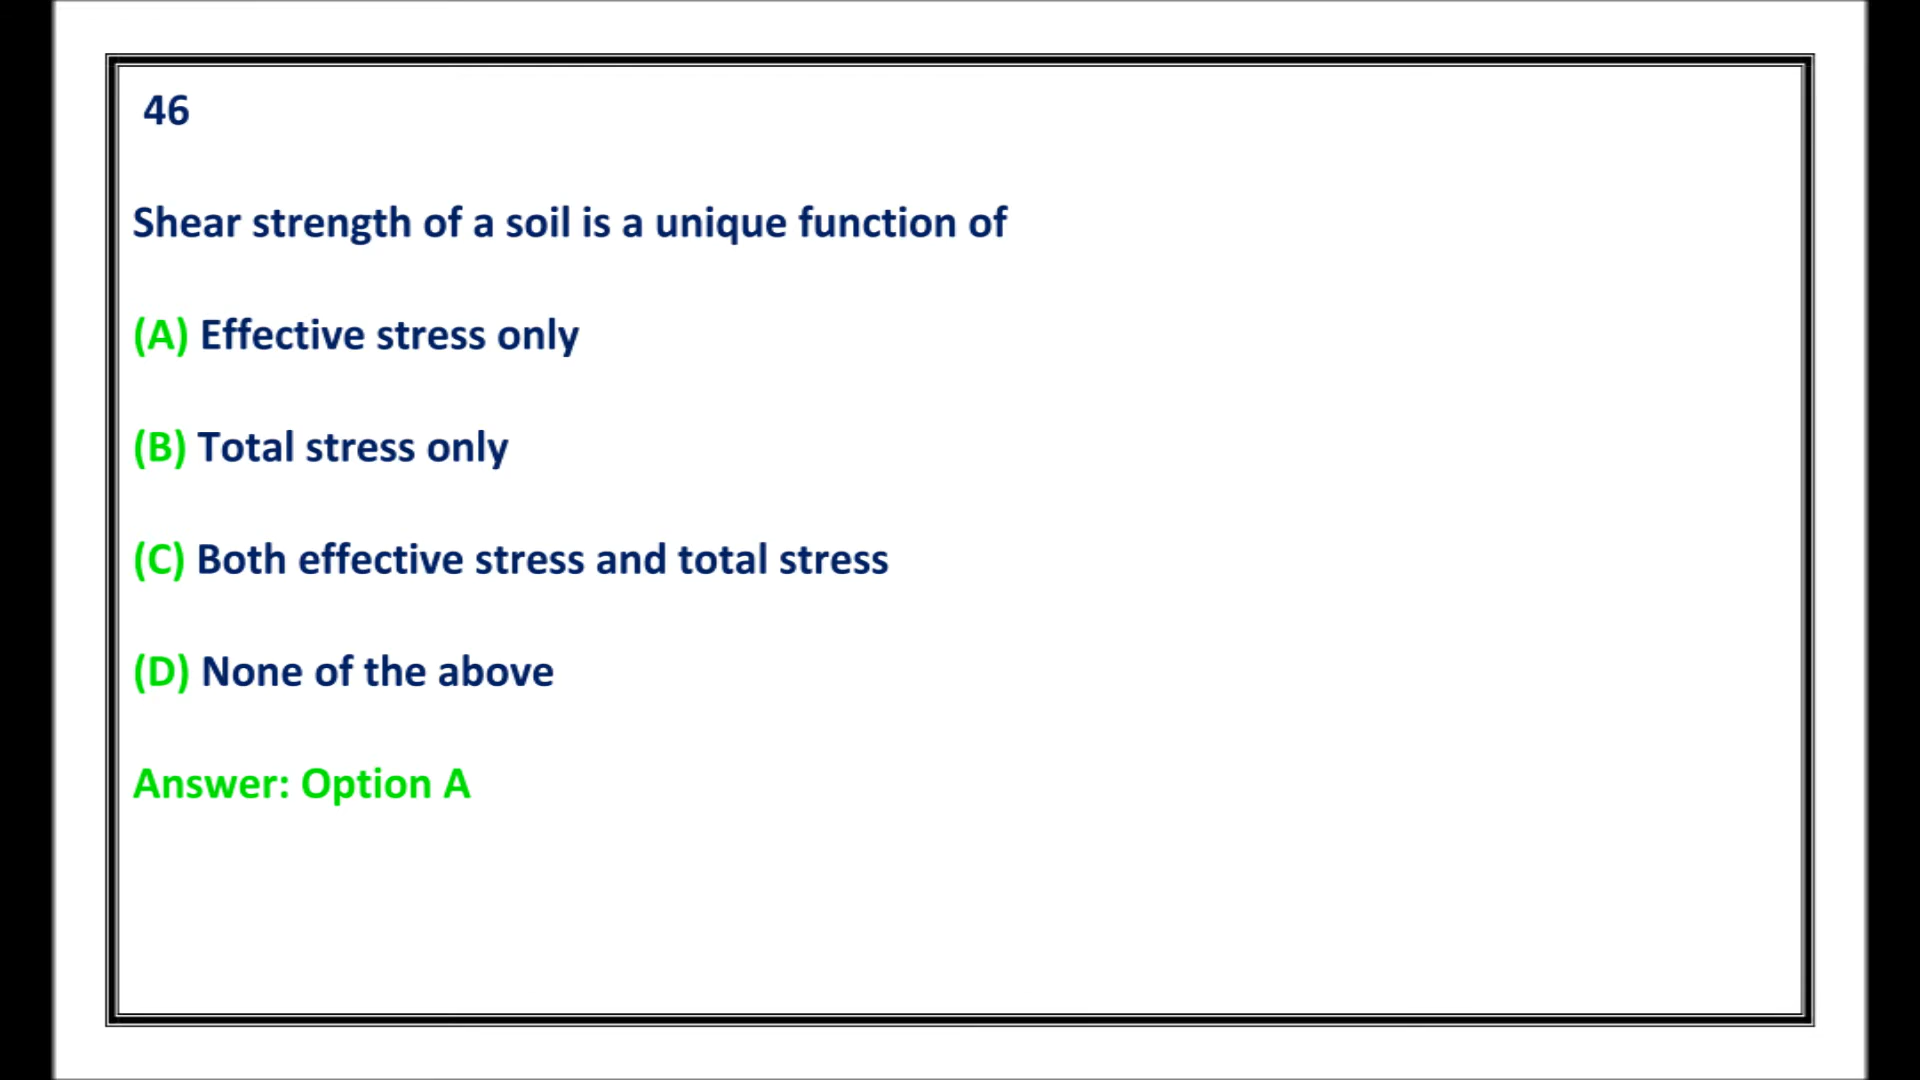 46
Shear strength of a soil is a unique function of
(A) Effective stress only
(B) Total stress only
(C) Both effective stress and total stress
(D) None of the above
Answer: Option A